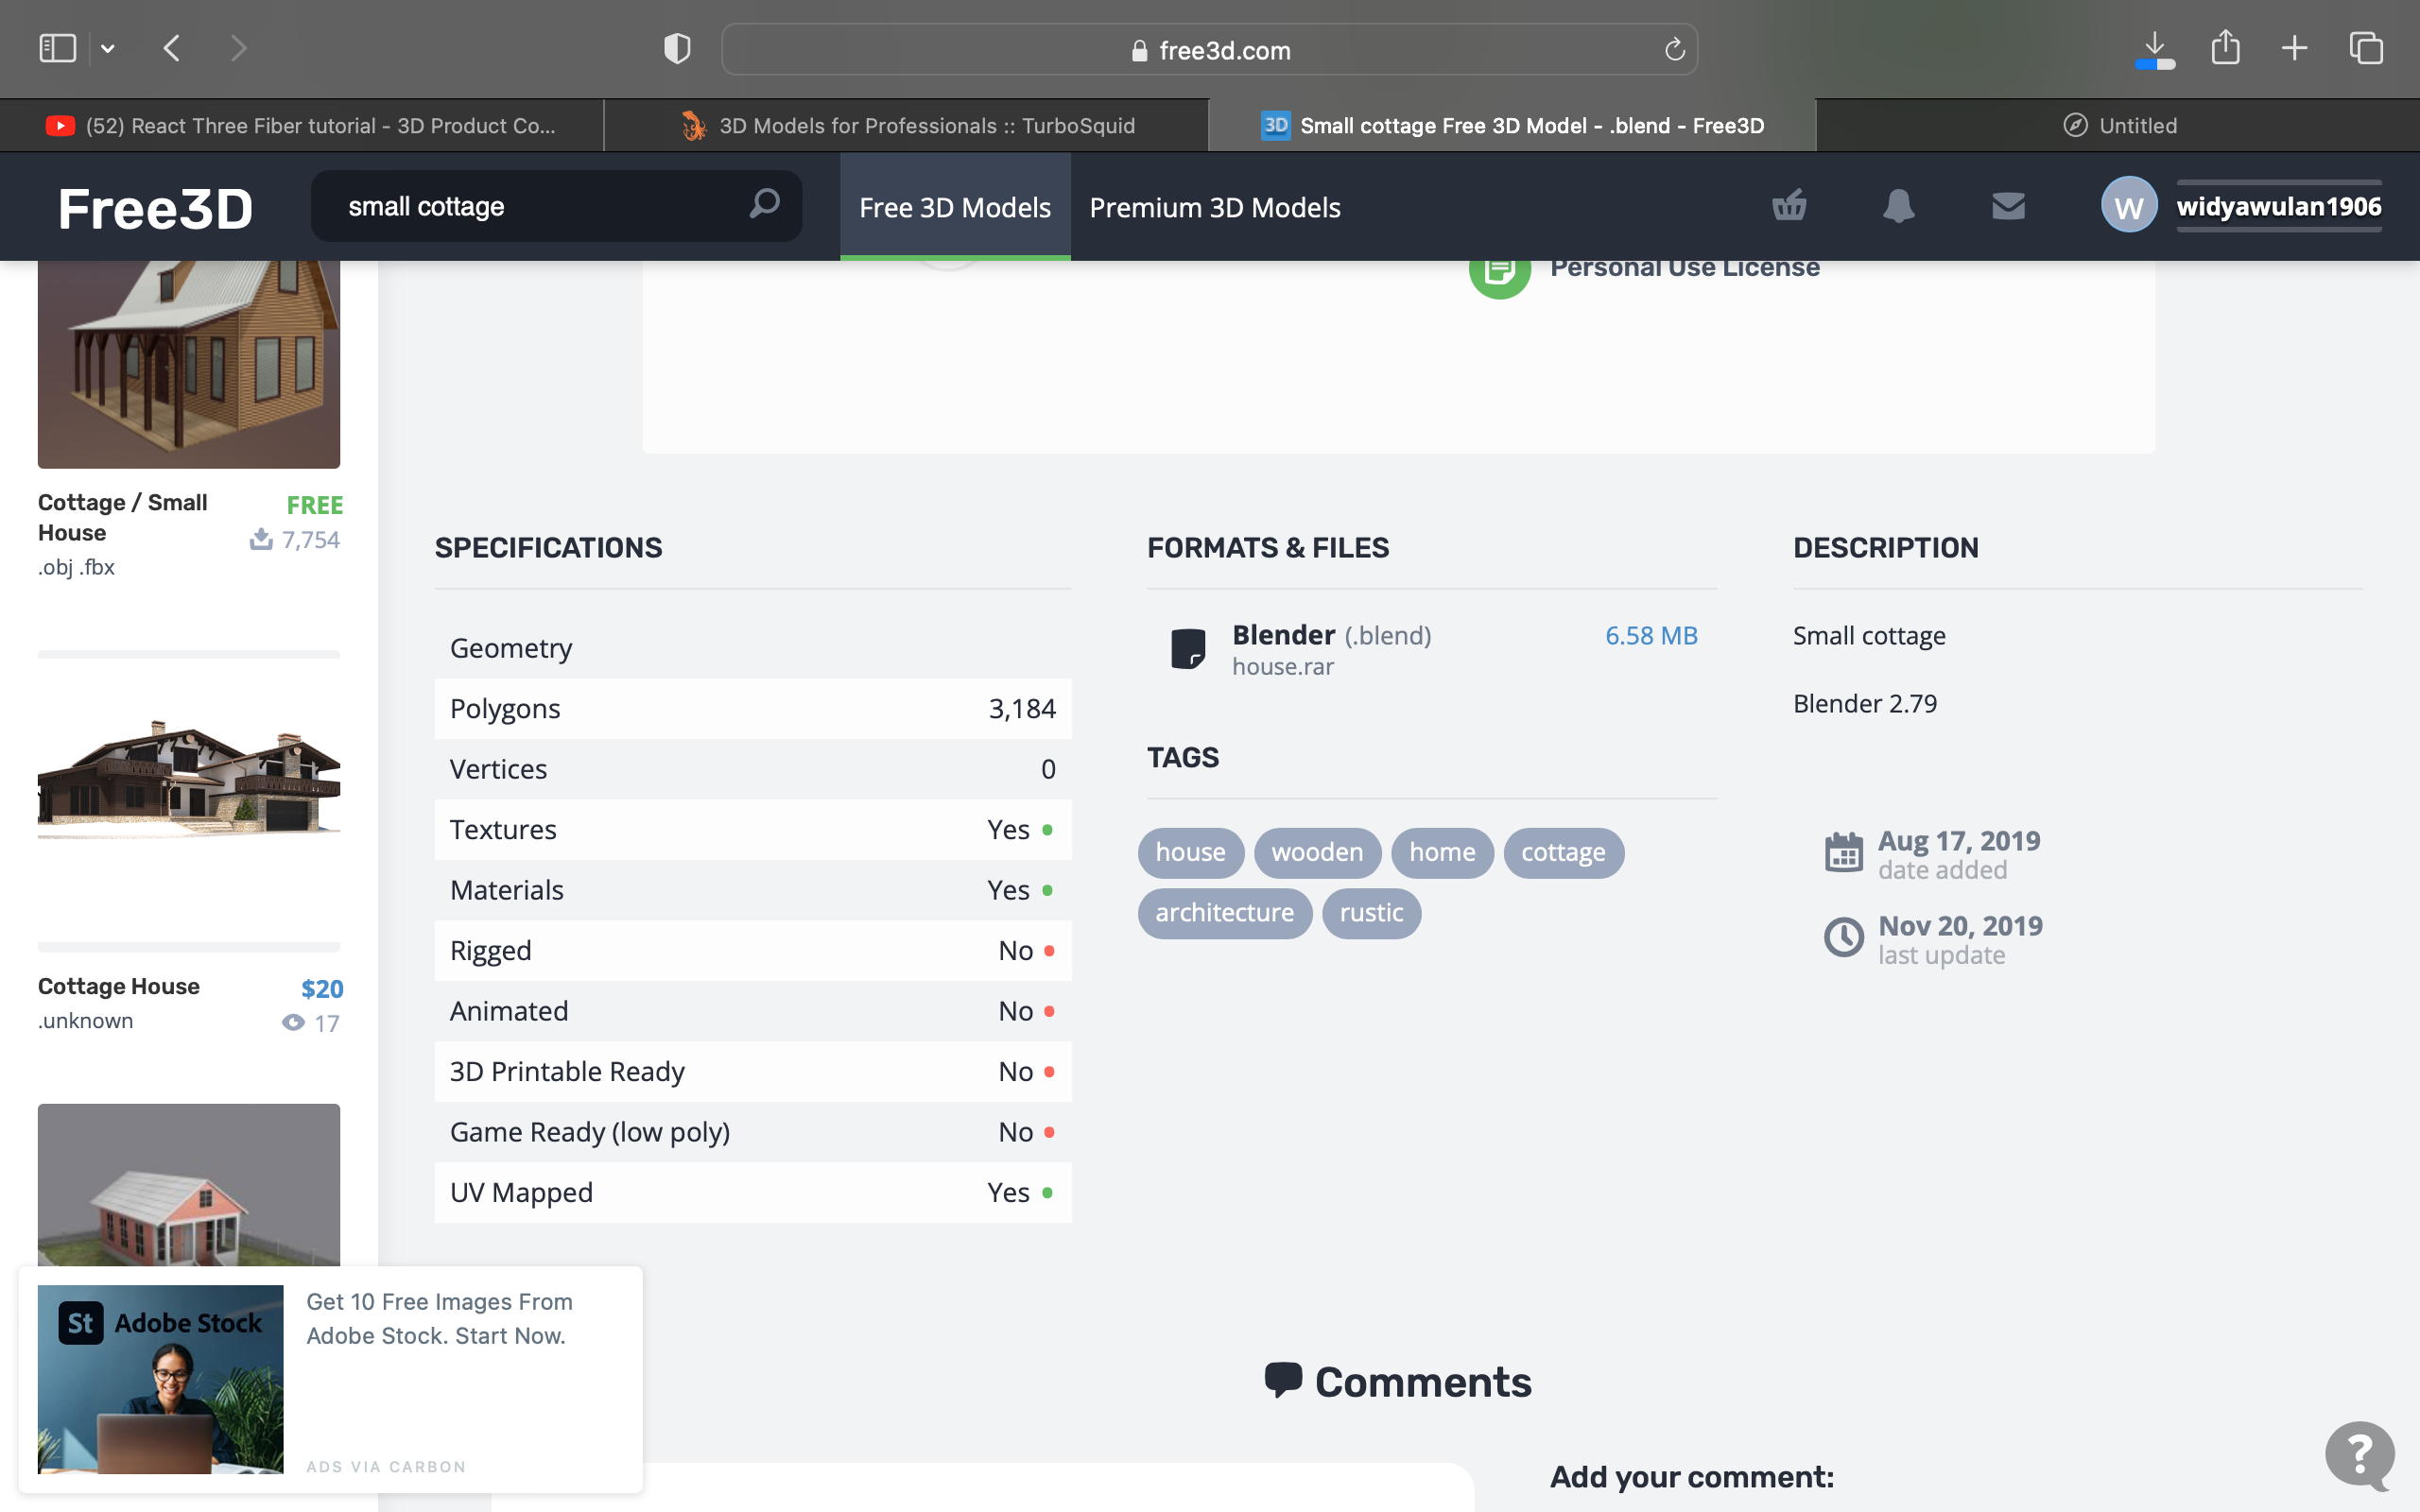 free3d.com
(52) React Three Fiber tutorial - 3D Product Co...
3D Models for Professionals :: TurboSquid
3D Small cottage Free 3D Model - .blend - Free3D
Untitled
Free3D
small cottage
Free 3D Models
Premium 3D Models
W
widyawulan1906
Personal Use License
Cottage / Small
House
FREE
7,754
.obj .fbx
Cottage House
$20
.unknown
17
SPECIFICATIONS
Geometry
Polygons 3,184
Vertices 0
Textures Yes
Materials Yes
Rigged No
Animated No
3D Printable Ready No
Game Ready (low poly) No
UV Mapped Yes
FORMATS & FILES
Blender (.blend) 6.58 MB
house.rar
TAGS
house wooden home cottage
architecture rustic
DESCRIPTION
Small cottage
Blender 2.79
Aug 17, 2019
date added
Nov 20, 2019
last update
St Adobe Stock
Get 10 Free Images From
Adobe Stock. Start Now.
ADS VIA CARBON
Comments
Add your comment:
?